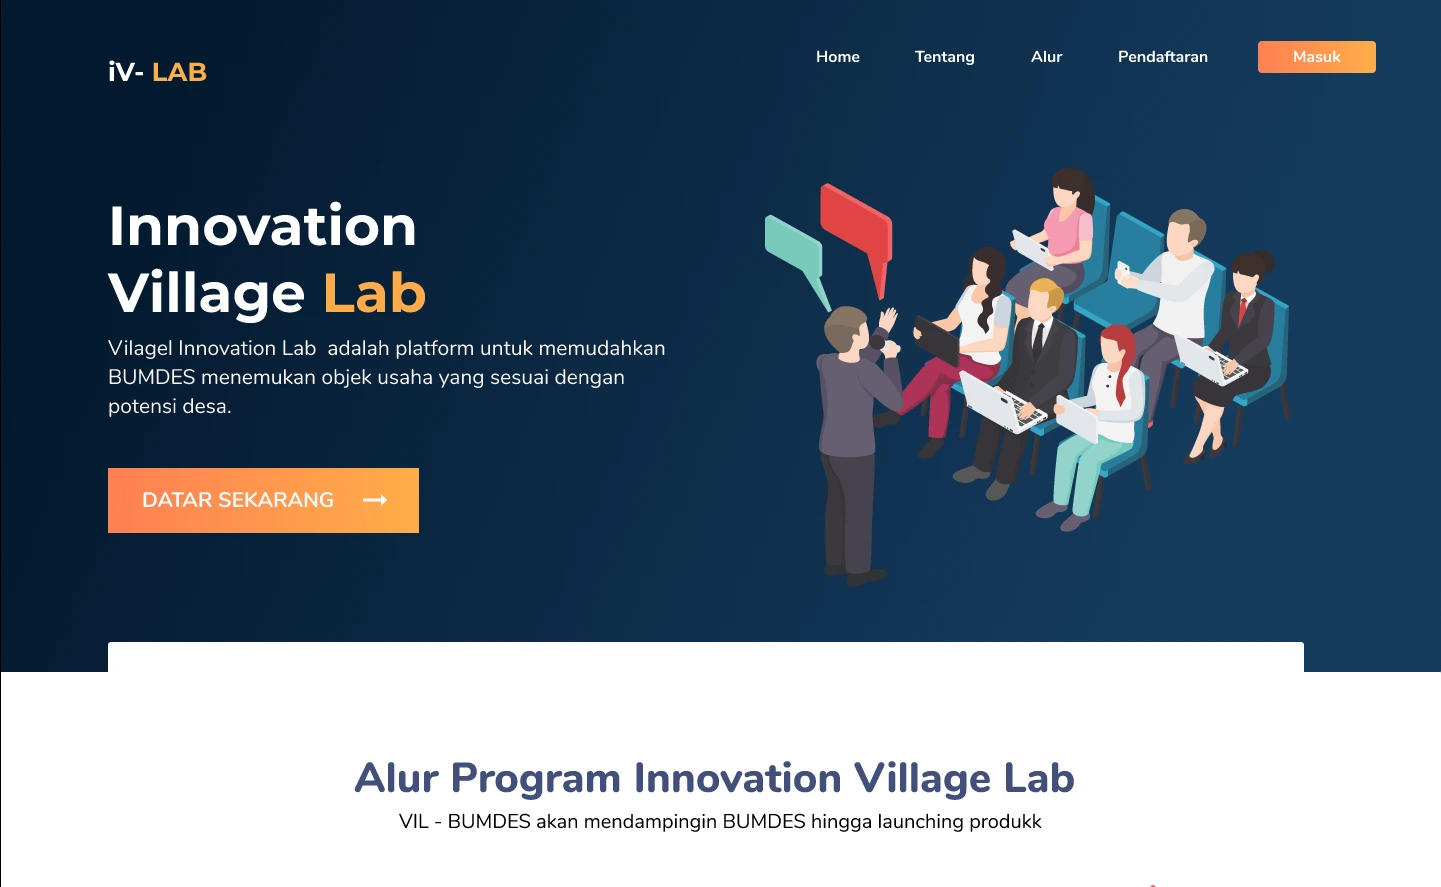 iV- LAB
Home
Tentang
Alur
Pendaftaran
Masuk
Innovation
Village Lab
Vilagel Innovation Lab adalah platform untuk memudahkan
BUMDES menemukan objek usaha yang sesuai dengan
potensi desa.
DATAR SEKARANG
Alur Program Innovation Village Lab
VIL - BUMDES akan mendampingin BUMDES hingga launching produkk